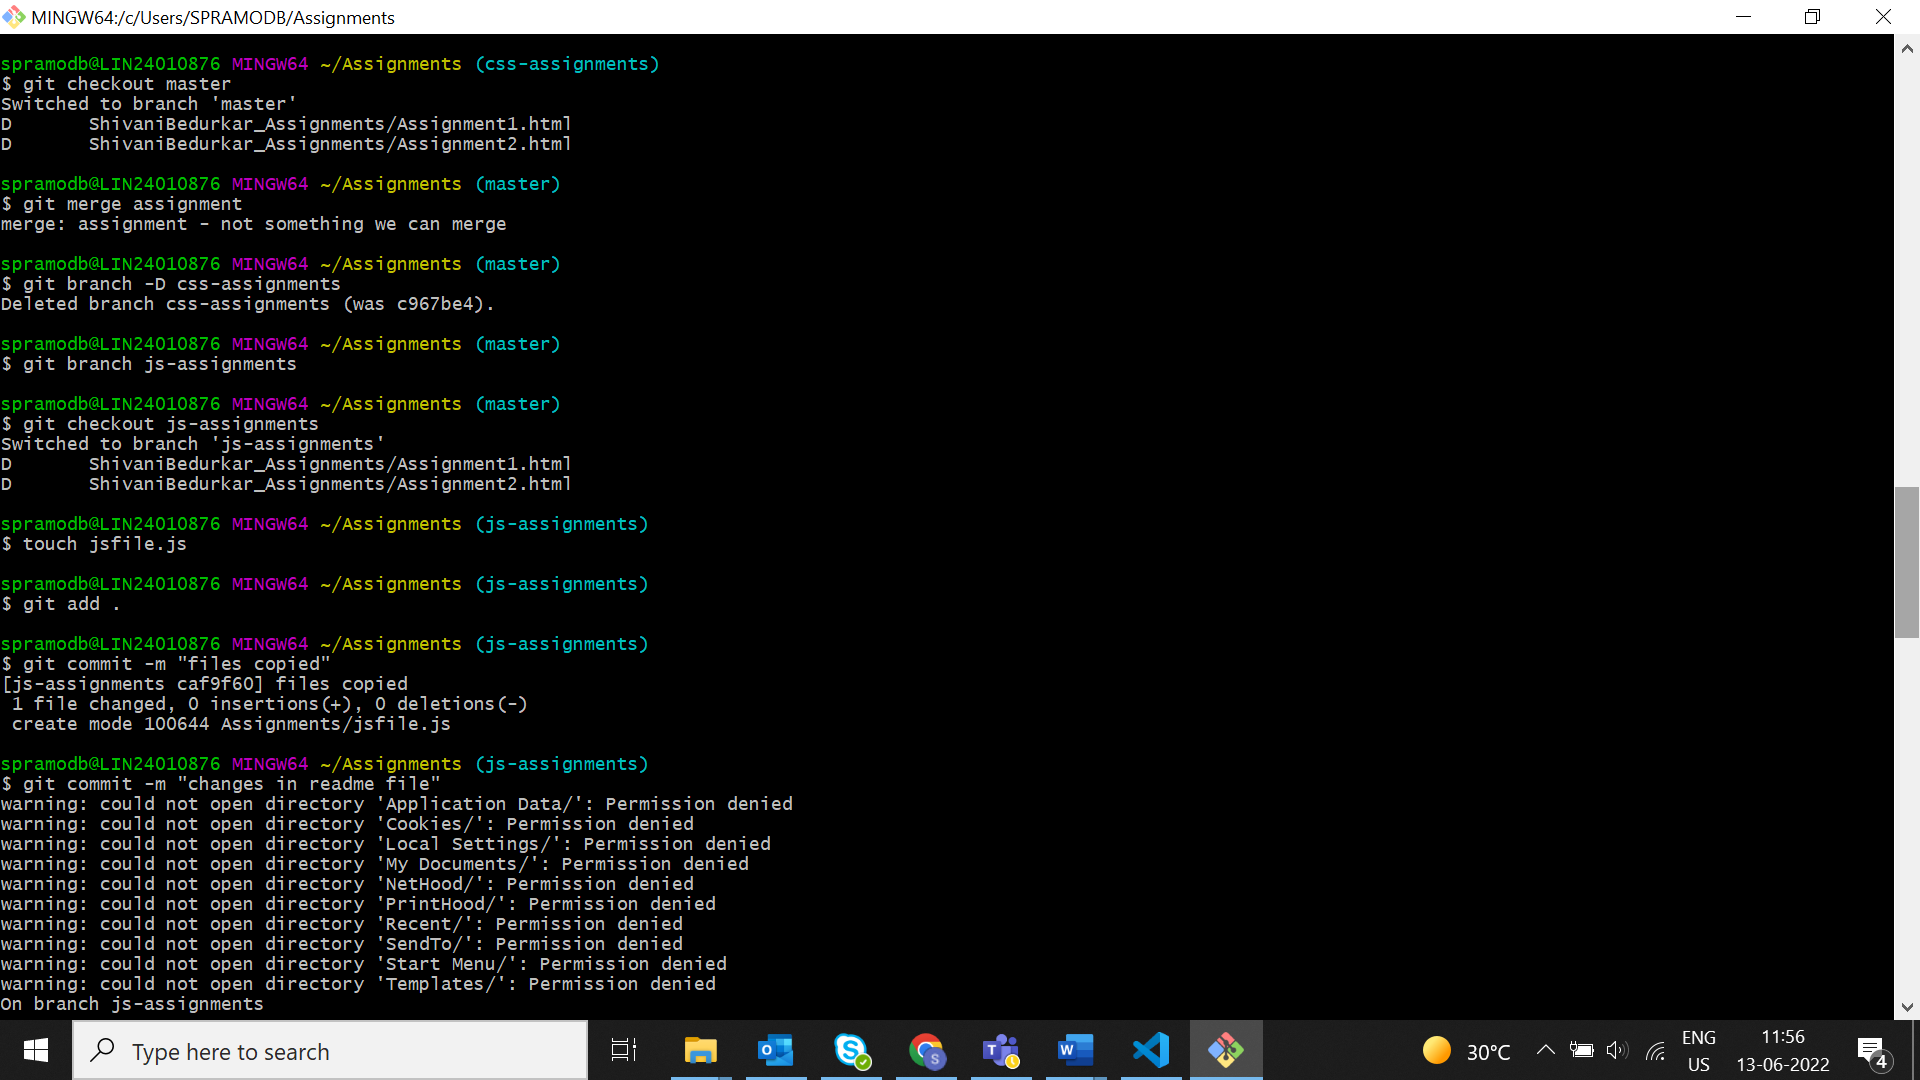 MINGW64:/c/Users/SPRAMODB/Assignments
spramodb@LIN24010876 MINGW64 ~/Assignments (css-assignments)
$ git checkout master
Switched to branch 'master'
D       ShivaniBedurkar_Assignments/Assignment1.html
D       ShivaniBedurkar_Assignments/Assignment2.html
spramodb@LIN24010876 MINGW64 ~/Assignments (master)
$ git merge assignment
merge: assignment - not something we can merge
spramodb@LIN24010876 MINGW64 ~/Assignments (master)
$ git branch -D css-assignments
Deleted branch css-assignments (was c967be4).
spramodb@LIN24010876 MINGW64 ~/Assignments (master)
$ git branch js-assignments
spramodb@LIN24010876 MINGW64 ~/Assignments (master)
$ git checkout js-assignments
Switched to branch 'js-assignments'
D       ShivaniBedurkar_Assignments/Assignment1.html
D       ShivaniBedurkar_Assignments/Assignment2.html
spramodb@LIN24010876 MINGW64 ~/Assignments (js-assignments)
$ touch jsfile.js
spramodb@LIN24010876 MINGW64 ~/Assignments (js-assignments)
$ git add .
spramodb@LIN24010876 MINGW64 ~/Assignments (js-assignments)
$ git commit -m "files copied"
[js-assignments caf9f60] files copied
 1 file changed, 0 insertions(+), 0 deletions(-)
 create mode 100644 Assignments/jsfile.js
spramodb@LIN24010876 MINGW64 ~/Assignments (js-assignments)
$ git commit -m "changes in readme file"
warning: could not open directory 'Application Data/': Permission denied
warning: could not open directory 'Cookies/': Permission denied
warning: could not open directory 'Local Settings/': Permission denied
warning: could not open directory 'My Documents/': Permission denied
warning: could not open directory 'NetHood/': Permission denied
warning: could not open directory 'PrintHood/': Permission denied
warning: could not open directory 'Recent/': Permission denied
warning: could not open directory 'SendTo/': Permission denied
warning: could not open directory 'Start Menu/': Permission denied
warning: could not open directory 'Templates/': Permission denied
On branch js-assignments
Type here to search
30°C
ENG
US
11:56
13-06-2022
4